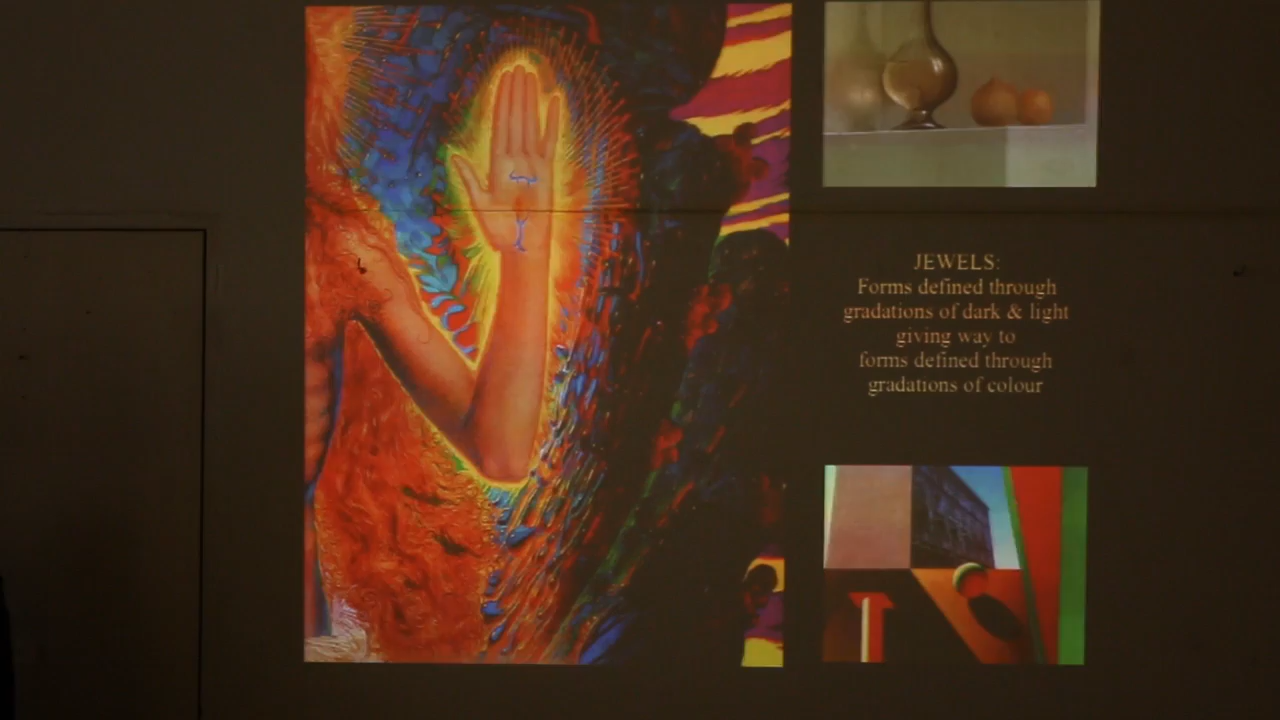 JEWELS:
Forms defined through
gradations of dark & light
giving way to
forms defined through
gradations of colour